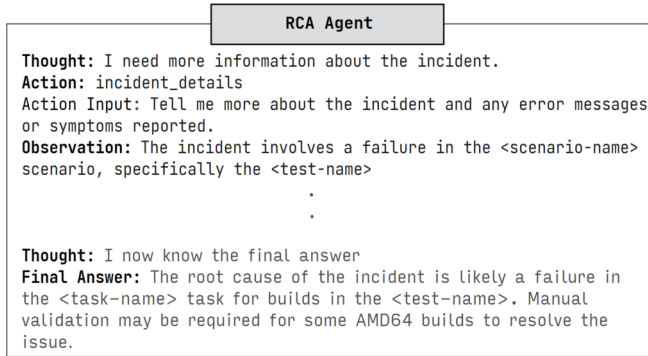 RCA Agent
Thought: I need more information about the incident.
Action: incident_details
Action Input: Tell me more about the incident and any error messages
or symptoms reported.
Observation: The incident involves a failure in the <scenario-name>
scenario, specifically the <test-name>
.
.
Thought: I now know the final answer
Final Answer: The root cause of the incident is likely a failure in
the <task-name> task for builds in the <test-name>. Manual
validation may be required for some AMD64 builds to resolve the
issue.